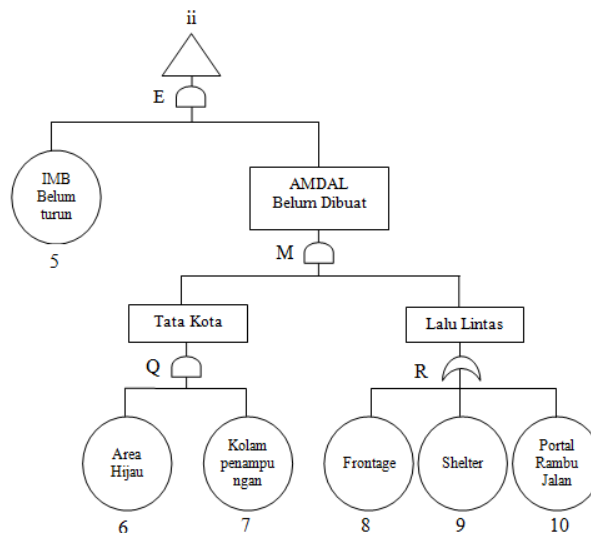 ii
E
IMB
Belum
turun
5
AMDAL
Belum Dibuat
M
Tata Kota
Lalu Lintas
Q
R
Area
Hijau
Kolam
penampu
ngan
Frontage
Shelter
Portal
Rambu
Jalan
6
7
8
9
10